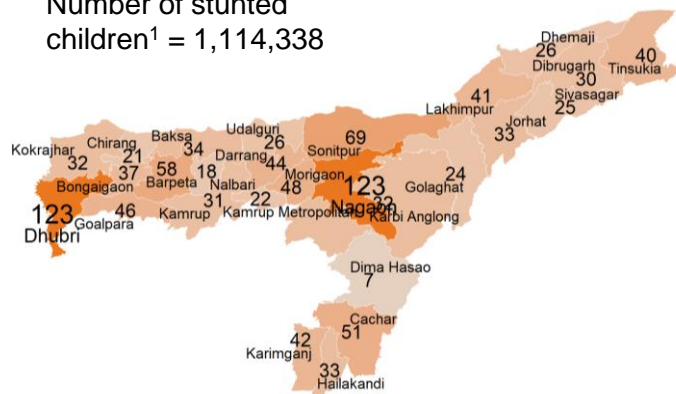 Number of stunted
children¹ = 1,114,338
Dhemaji
26
Dibrugarh
40
Tinsukia
30
Sivasagar
25
41
Lakhimpur
Jorhat
33
Udalguri
26
Baksa
34
Chirang
21
Kokrajhar
32
69
Sonitpur
Darrang
44
37
58
18
Bongaigaon
Barpeta
Nalbari
Morigaon
48
123
Nagaon
24
Golaghat
32
Karbi Anglong
123
Dhubri
46
Goalpara
31
Kamrup
22
Kamrup Metropolitan
Dima Hasao
7
Cachar
51
42
Karimganj
33
Hailakandi